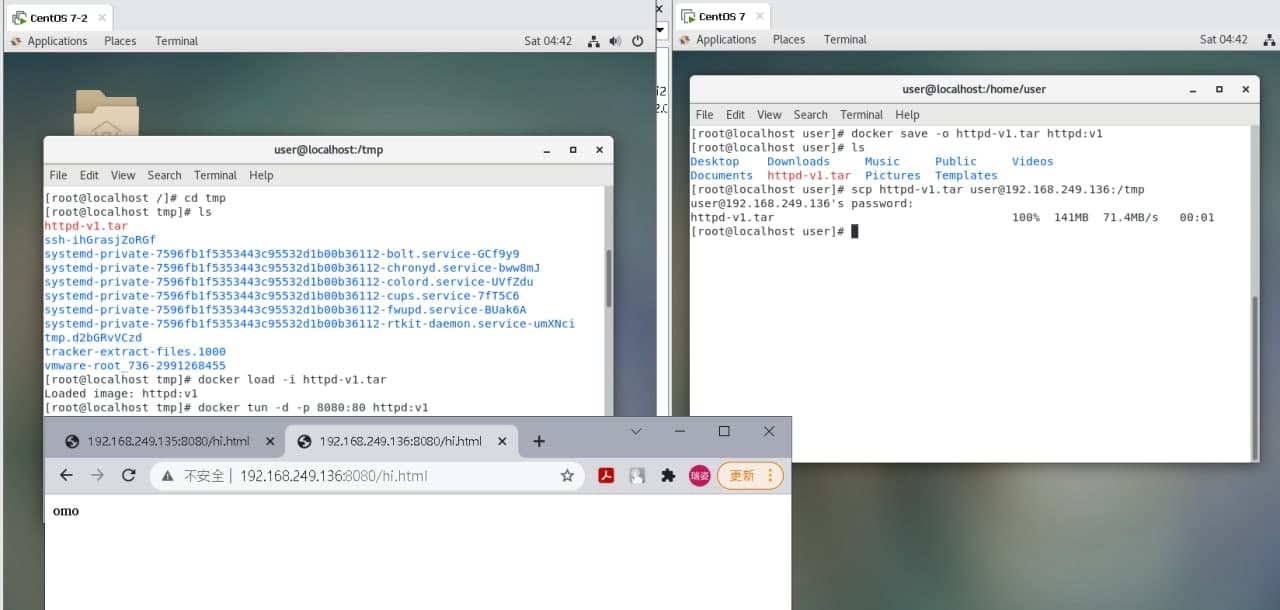 CentOS 7-2
Applications Places Terminal Sat 04:42
user@localhost:/tmp
File Edit View Search Terminal Help
[root@localhost /]# cd tmp
[root@localhost tmp]# ls
httpd-v1.tar
ssh-ihGrasjZoRGf
systemd-private-7596fb1f5353443c95532d1b00b36112-bolt.service-GCf9y9
systemd-private-7596fb1f5353443c95532d1b00b36112-chronyd.service-bww8mJ
systemd-private-7596fb1f5353443c95532d1b00b36112-colord.service-UVfZdu
systemd-private-7596fb1f5353443c95532d1b00b36112-cups.service-7fT5C6
systemd-private-7596fb1f5353443c95532d1b00b36112-fwupd.service-BUak6A
systemd-private-7596fb1f5353443c95532d1b00b36112-rtkit-daemon.service-umXNci
tmp.d2bGRvVCzd
tracker-extract-files.1000
vmware-root_736-2991268455
[root@localhost tmp]# docker load -i httpd-v1.tar
Loaded image: httpd:v1
[root@localhost tmp]# docker tun -d -p 8080:80 httpd:v1
192.168.249.135:8080/hi.html
192.168.249.136:8080/hi.html
不安全 | 192.168.249.136:8080/hi.html
瑞姿
更新
omo
CentOS 7
Applications Places Terminal Sat 04:42
user@localhost:/home/user
File Edit View Search Terminal Help
[root@localhost user]# docker save -o httpd-v1.tar httpd:v1
[root@localhost user]# ls
Desktop Downloads Music Public Videos
Documents httpd-v1.tar Pictures Templates
[root@localhost user]# scp httpd-v1.tar user@192.168.249.136:/tmp
user@192.168.249.136's password:
httpd-v1.tar 100% 141MB 71.4MB/s 00:01
[root@localhost user]#